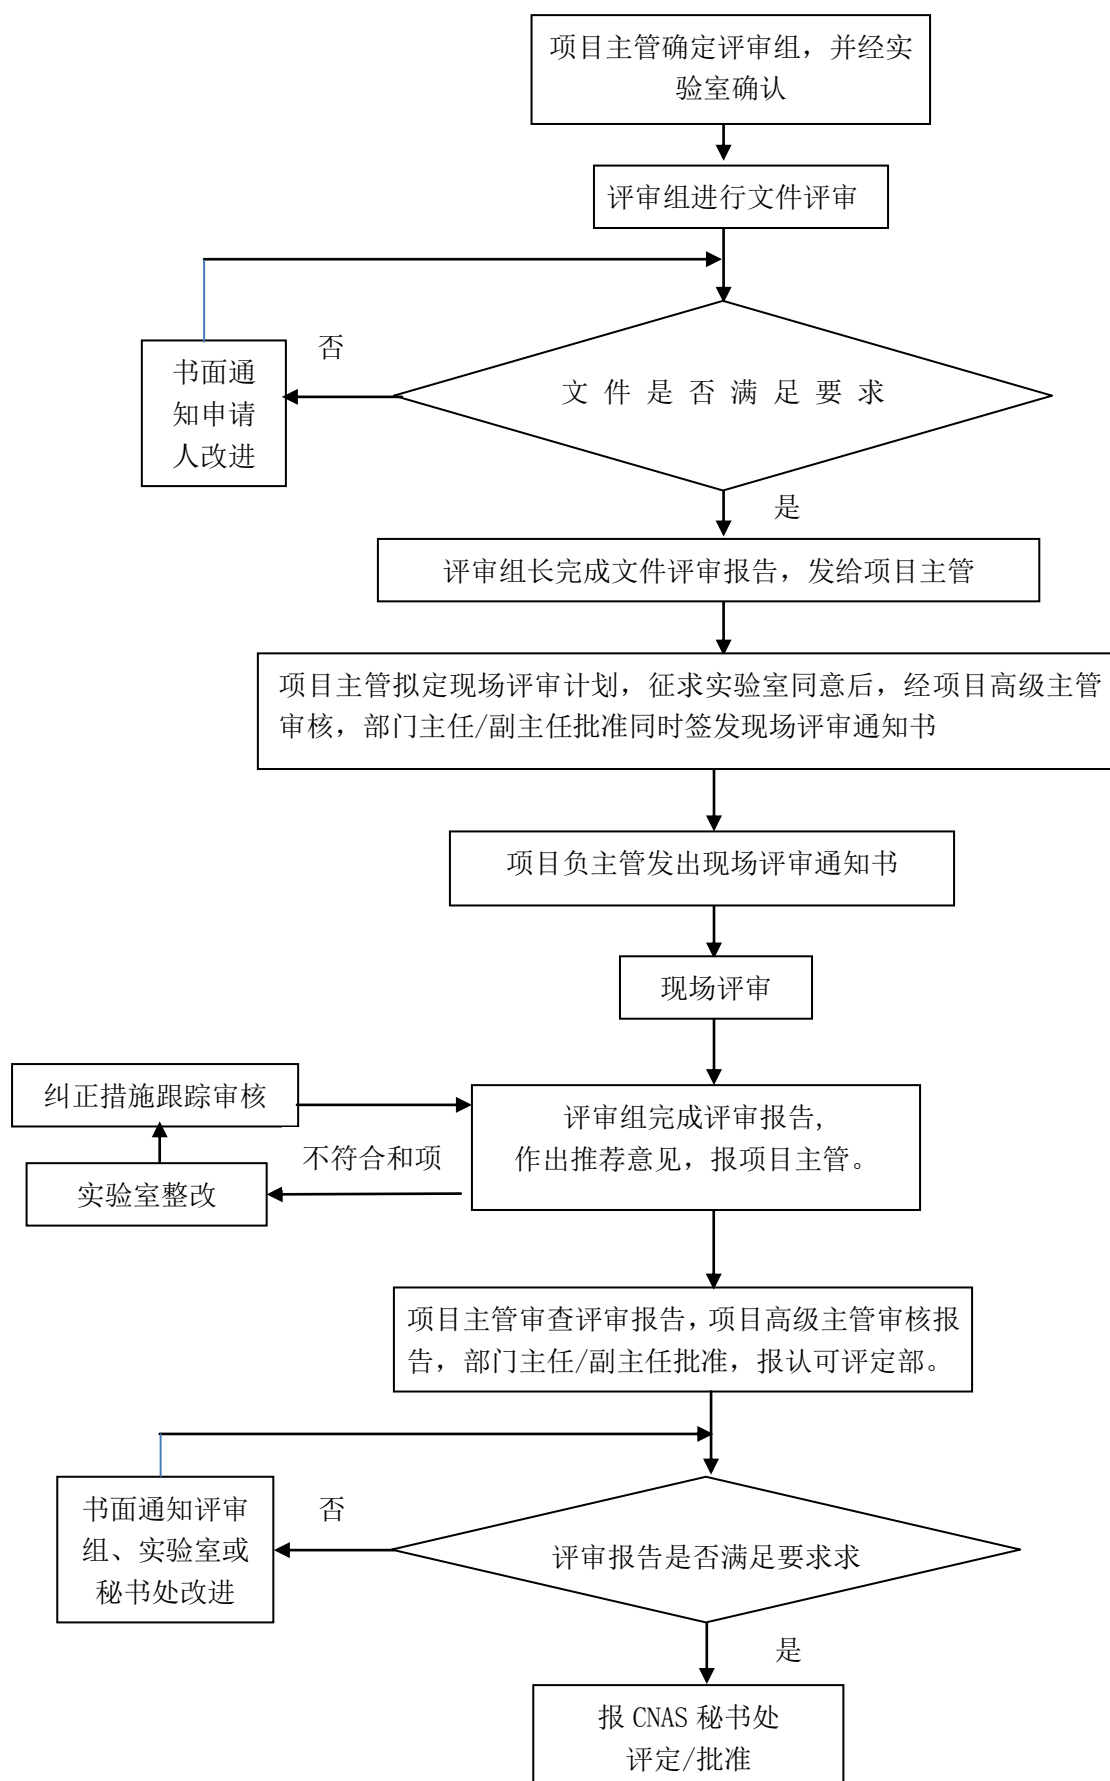 项目主管确定评审组，并经实
验室确认
评审组进行文件评审
否
书面通
知申请
人改进
文 件 是 否 满 足 要 求
是
评审组长完成文件评审报告，发给项目主管
项目主管拟定现场评审计划，征求实验室同意后，经项目高级主管
审核，部门主任/副主任批准同时签发现场评审通知书
项目负主管发出现场评审通知书
现场评审
纠正措施跟踪审核
评审组完成评审报告,
作出推荐意见，报项目主管。
不符合和项
实验室整改
项目主管审查评审报告，项目高级主管审核报
告，部门主任/副主任批准，报认可评定部。
书面通知评审
组、实验室或
秘书处改进
否
评审报告是否满足要求求
是
报 CNAS 秘书处
评定/批准